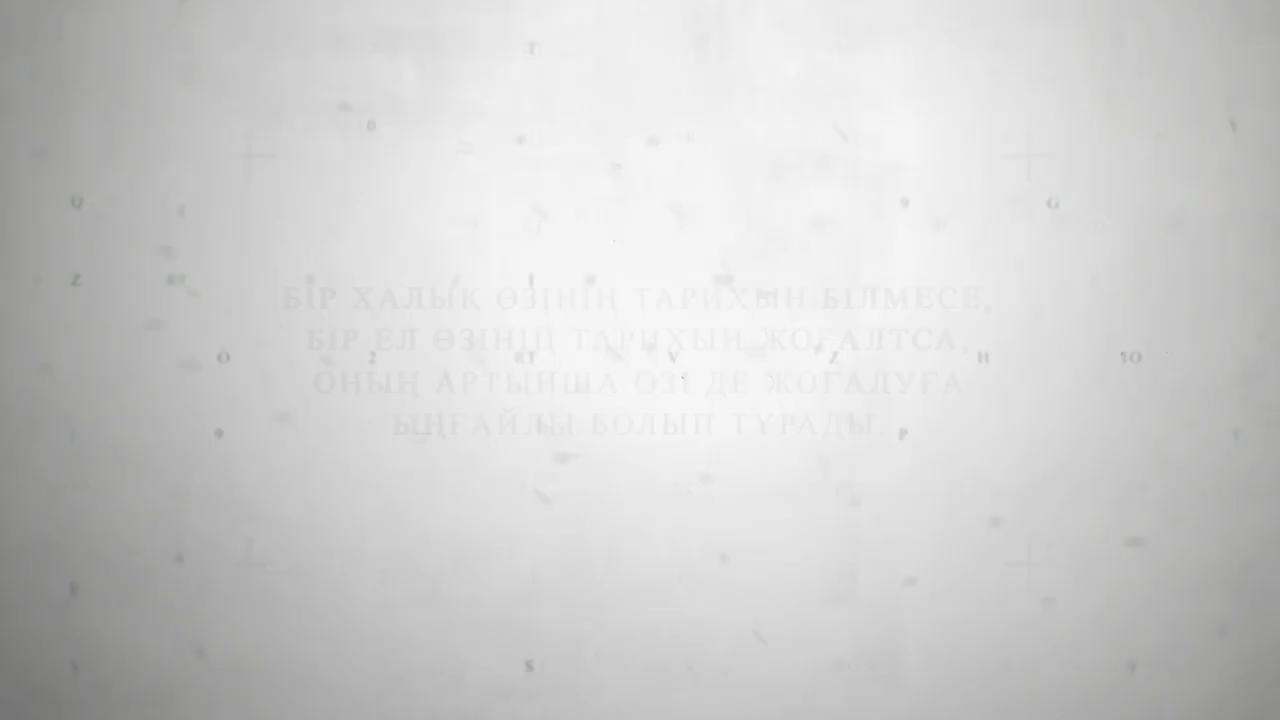 БІР ХАЛЫҚ ӨЗІНІҢ ТАРИХЫН БІЛМЕСЕ,
БІР ЕЛ ӨЗІНІҢ ТАРИХЫН ЖОҒАЛТСА,
ОНЫҢ АРТЫНША ӨЗІ ДЕ ЖОҒАЛУҒА
ЫҢҒАЙЛЫ БОЛЫП ТҰРАДЫ.